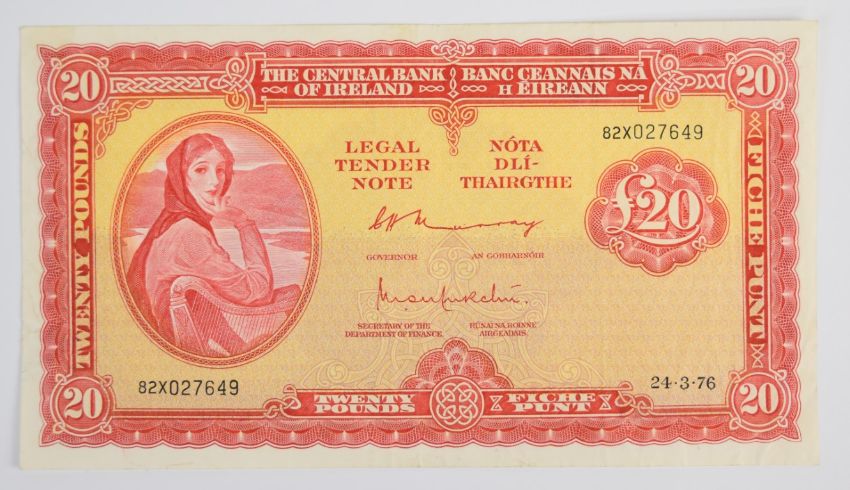 20
THE CENTRAL BANK
OF IRELAND
BANC CEANNAIS NA
H ÉIREANN
20
LEGAL
TENDER
NOTE
NÓTA
DLÍ-
THAIRGTHE
82X027649
TWENTY POUNDS
£20
FICHE PUNT
GOVERNOR
AN GOBHARNÓIR
SECRETARY OF THE
DEPARTMENT OF FINANCE.
RÚNAI NA ROINNE
AIRGEADAIS.
82X027649
24·3·76
20
TWENTY
POUNDS
FICHE
PUNT
20